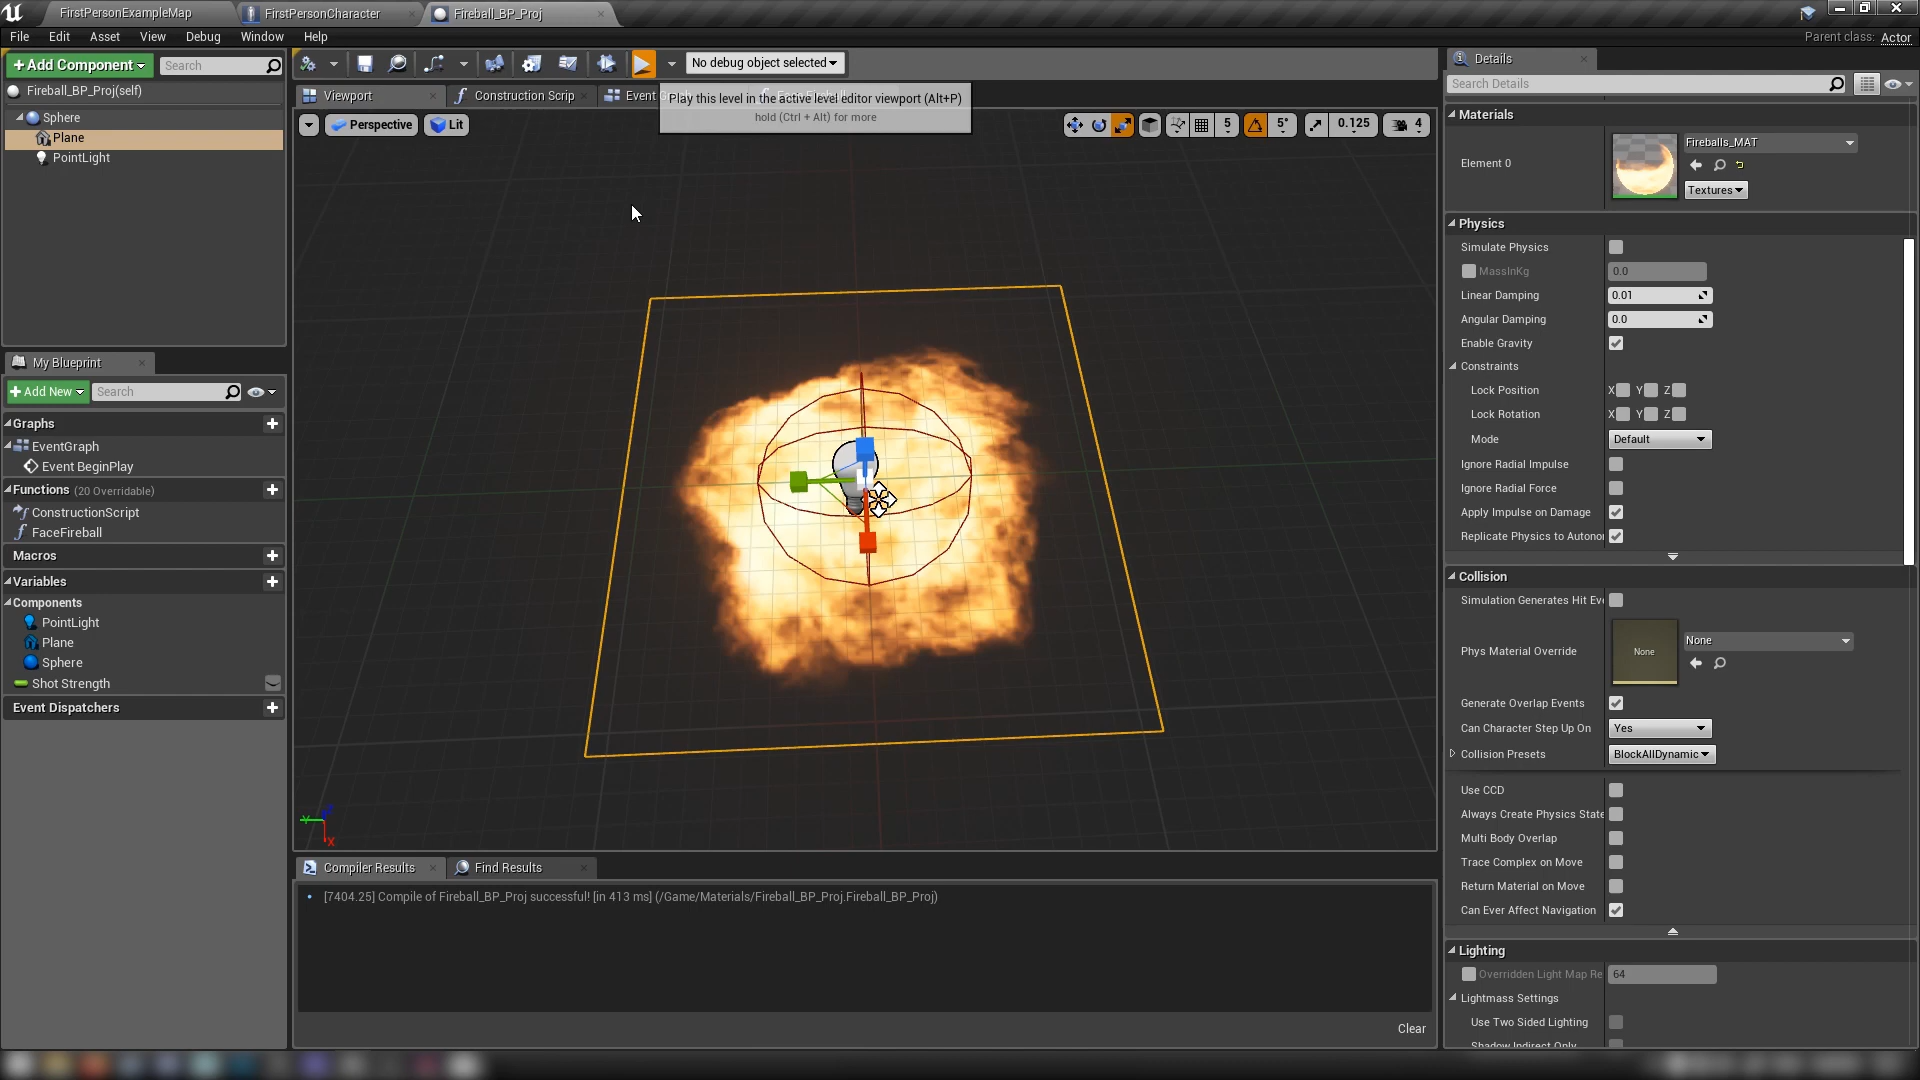 FirstPersonExampleMap
FirstPersonCharacter
Fireball_BP_Proj
File Edit Asset View Debug Window Help
Parent class: Actor
+ Add Component
Search
Fireball_BP_Proj(self)
Sphere
Plane
PointLight
No debug object selected
Play this level in the active level editor viewport (Alt+P)
hold (Ctrl + Alt) for more
Viewport
Construction Scrip
Event
Perspective
Lit
5
5°
0.125
4
My Blueprint
+ Add New
Search
Graphs
EventGraph
Event BeginPlay
Functions (20 Overridable)
ConstructionScript
FaceFireball
Macros
Variables
Components
PointLight
Plane
Sphere
Shot Strength
Event Dispatchers
Y
X
Compiler Results
Find Results
[7404.25] Compile of Fireball_BP_Proj successful! [in 413 ms] (/Game/Materials/Fireball_BP_Proj.Fireball_BP_Proj)
Clear
Details
Search Details
Materials
Element 0
Fireballs_MAT
Textures
Physics
Simulate Physics
MassInKg 0.0
Linear Damping 0.01
Angular Damping 0.0
Enable Gravity
Constraints
Lock Position X Y Z
Lock Rotation X Y Z
Mode Default
Ignore Radial Impulse
Ignore Radial Force
Apply Impulse on Damage
Replicate Physics to Autonor
Collision
Simulation Generates Hit Eve
Phys Material Override
None
None
Generate Overlap Events
Can Character Step Up On Yes
Collision Presets BlockAllDynamic
Use CCD
Always Create Physics State
Multi Body Overlap
Trace Complex on Move
Return Material on Move
Can Ever Affect Navigation
Lighting
Overridden Light Map Re 64
Lightmass Settings
Use Two Sided Lighting
Shadow Indirect Only